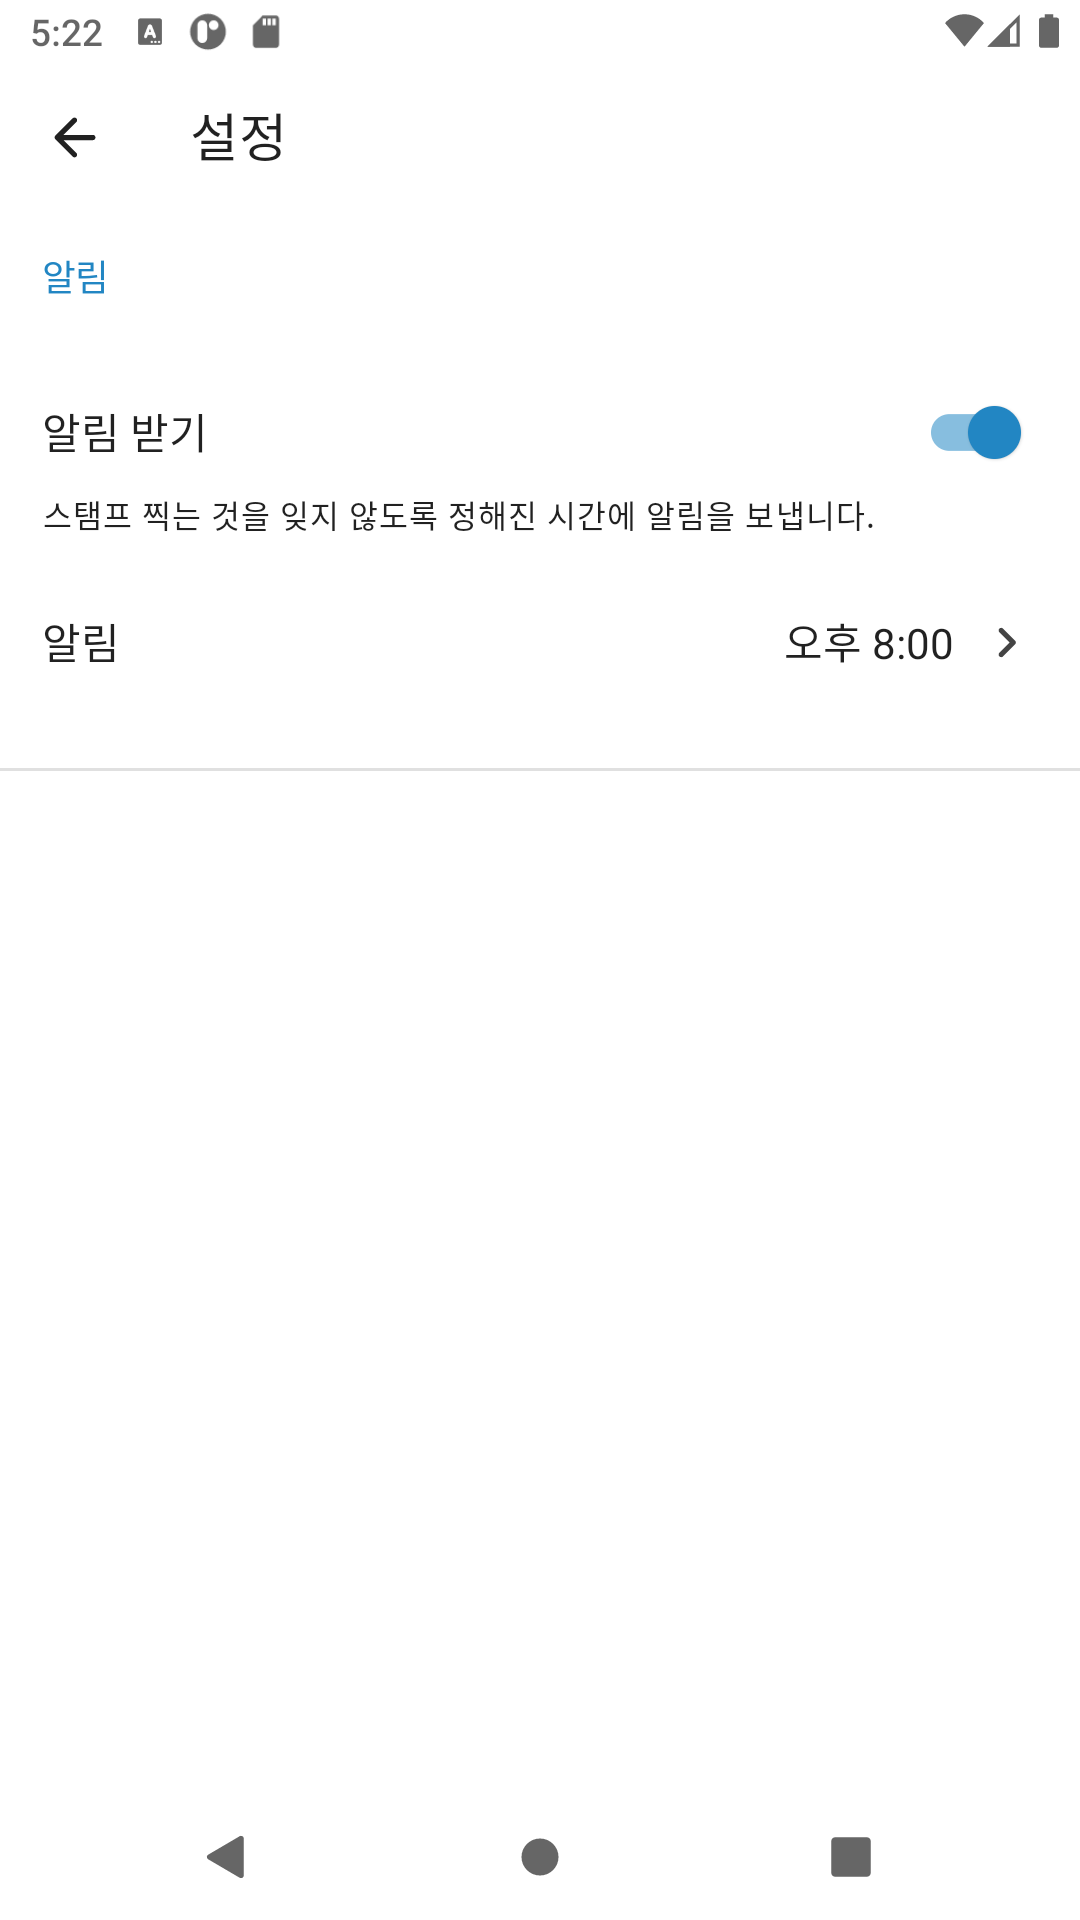 5:22
설정
알림
알림 받기
스탬프 찍는 것을 잊지 않도록 정해진 시간에 알림을 보냅니다.
알림 오후 8:00